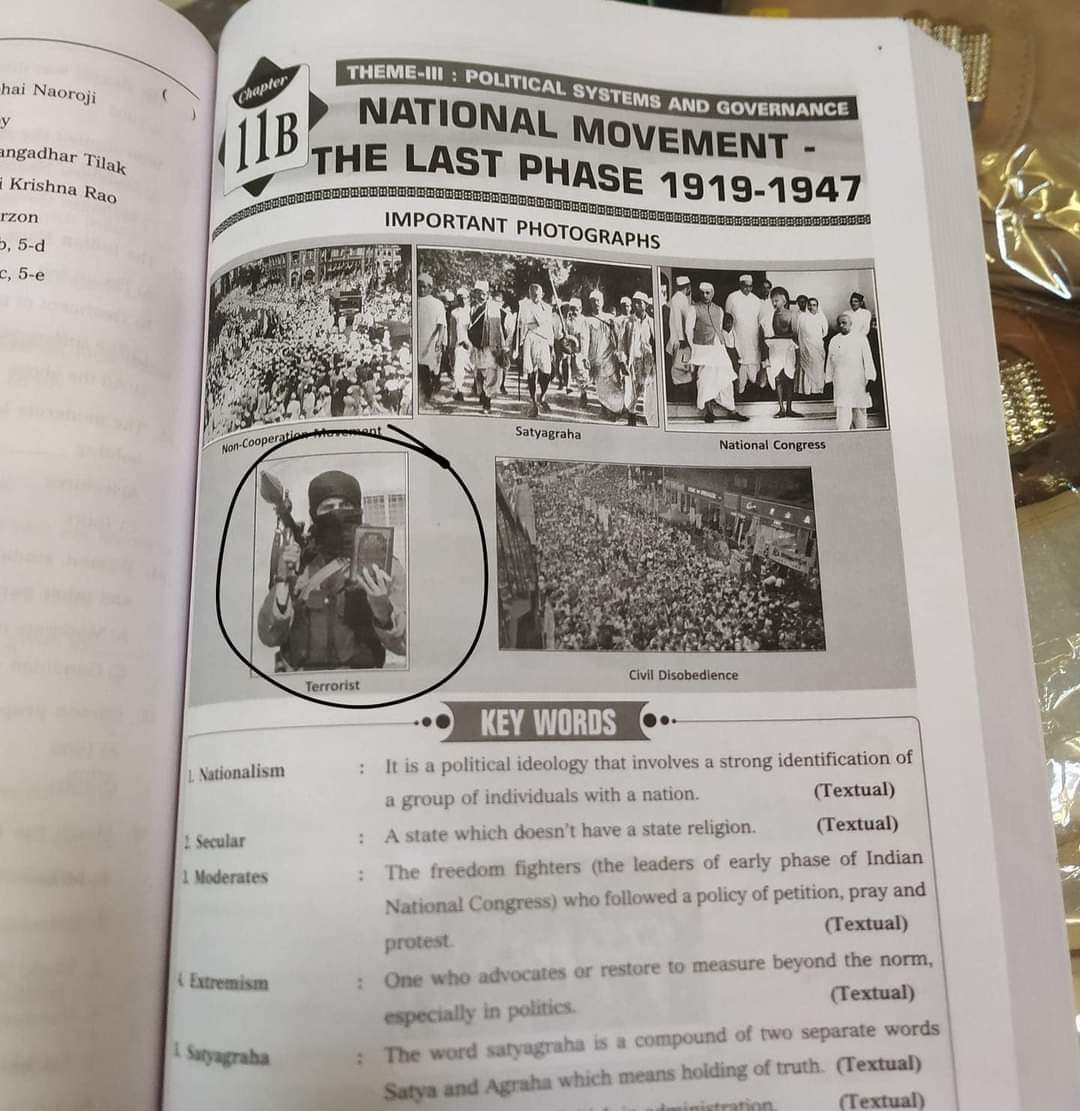 hai Naoroji
(
y
)
angadhar Tilak
i Krishna Rao
rzon
b, 5-d
c, 5-e
Chapter
11B
THEME-III : POLITICAL SYSTEMS AND GOVERNANCE
NATIONAL MOVEMENT -
THE LAST PHASE 1919-1947
IMPORTANT PHOTOGRAPHS
Non-Cooperation Movement
Satyagraha
National Congress
Terrorist
Civil Disobedience
KEY WORDS
1. Nationalism : It is a political ideology that involves a strong identification of
a group of individuals with a nation. (Textual)
2. Secular : A state which doesn't have a state religion. (Textual)
3. Moderates : The freedom fighters (the leaders of early phase of Indian
National Congress) who followed a policy of petition, pray and
protest. (Textual)
4. Extremism : One who advocates or restore to measure beyond the norm,
especially in politics. (Textual)
5. Satyagraha : The word satyagraha is a compound of two separate words
Satya and Agraha which means holding of truth. (Textual)
administration. (Textual)